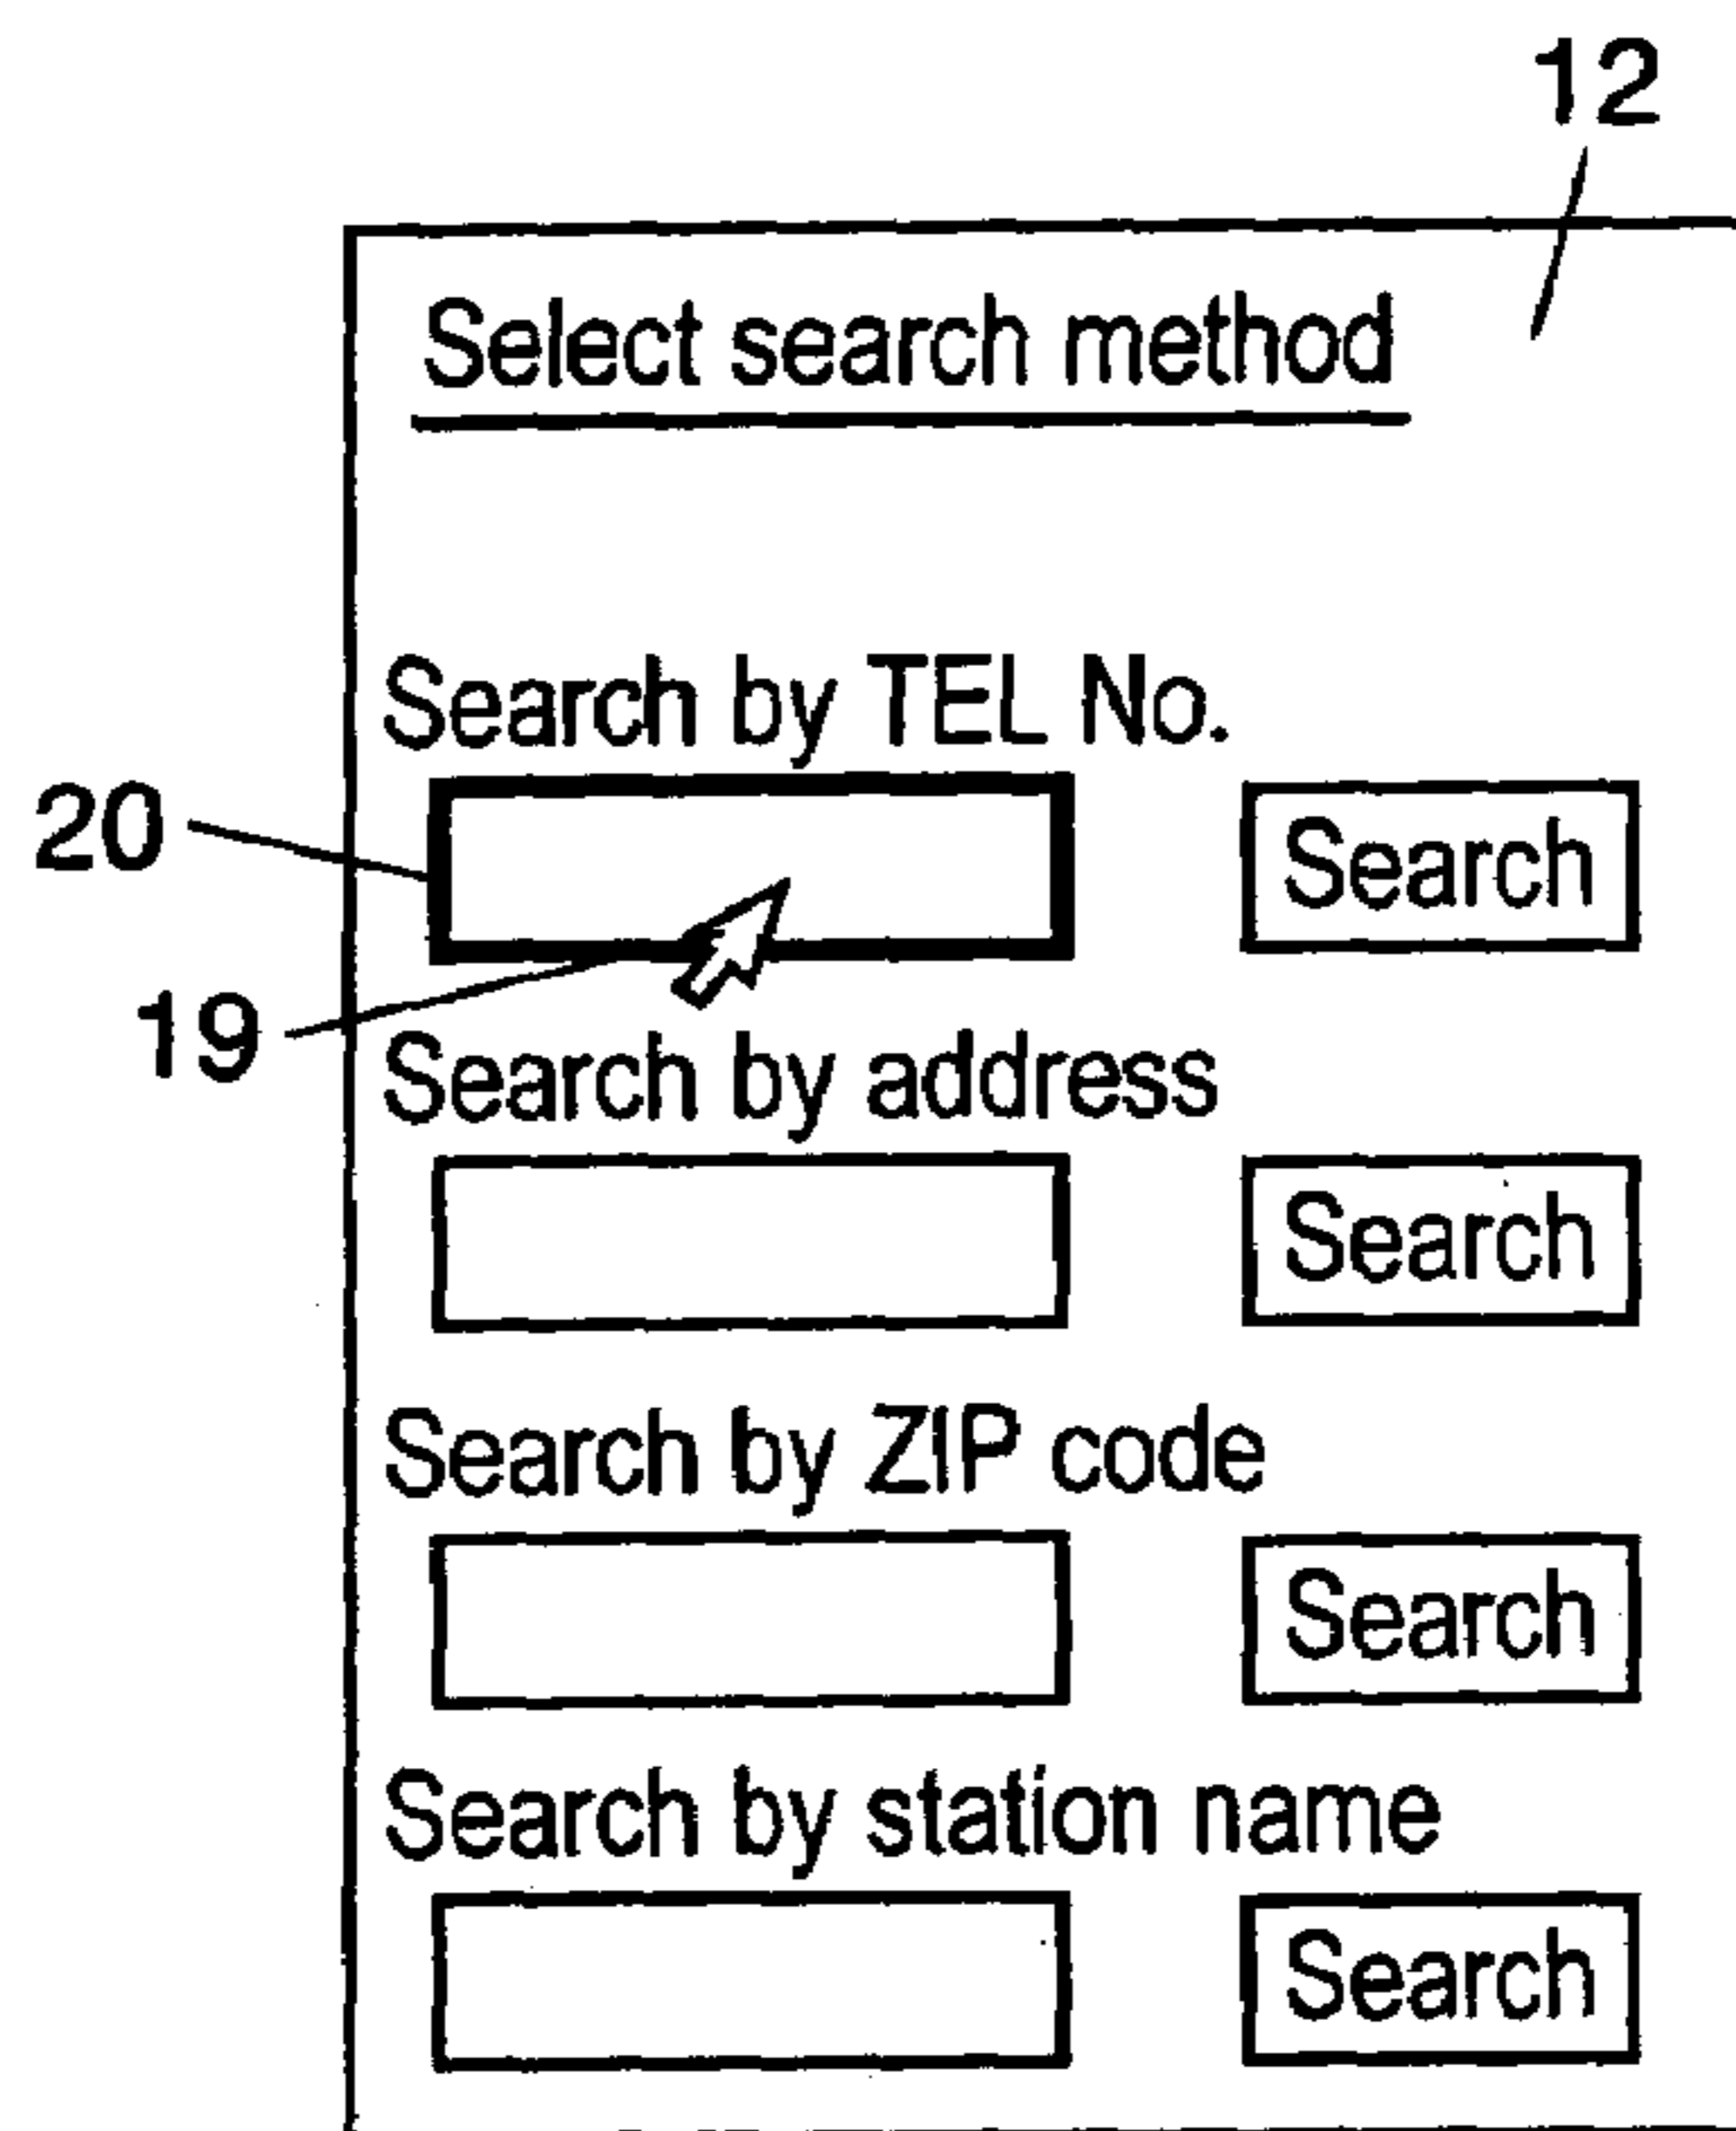 12
Select search method
Search by TEL No.
20
Search
19
Search by address
Search
Search by ZIP code
Search
Search by station name
Search